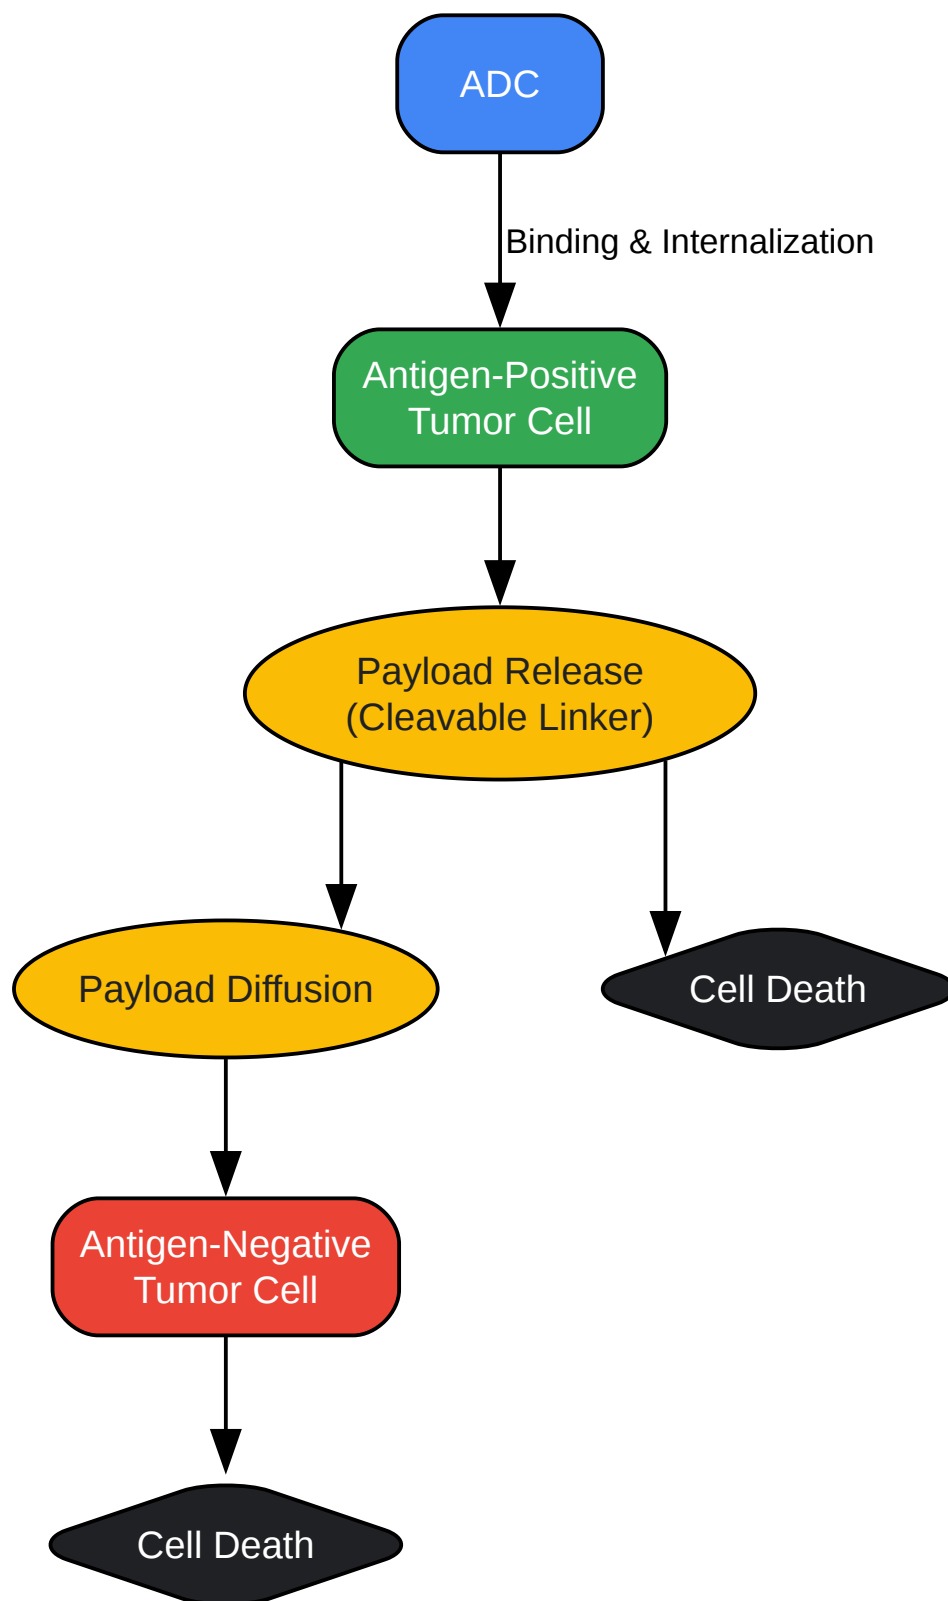 ADC
Binding & Internalization
Antigen-Positive
Tumor Cell
Payload Release
(Cleavable Linker)
Payload Diffusion
Cell Death
Antigen-Negative
Tumor Cell
Cell Death